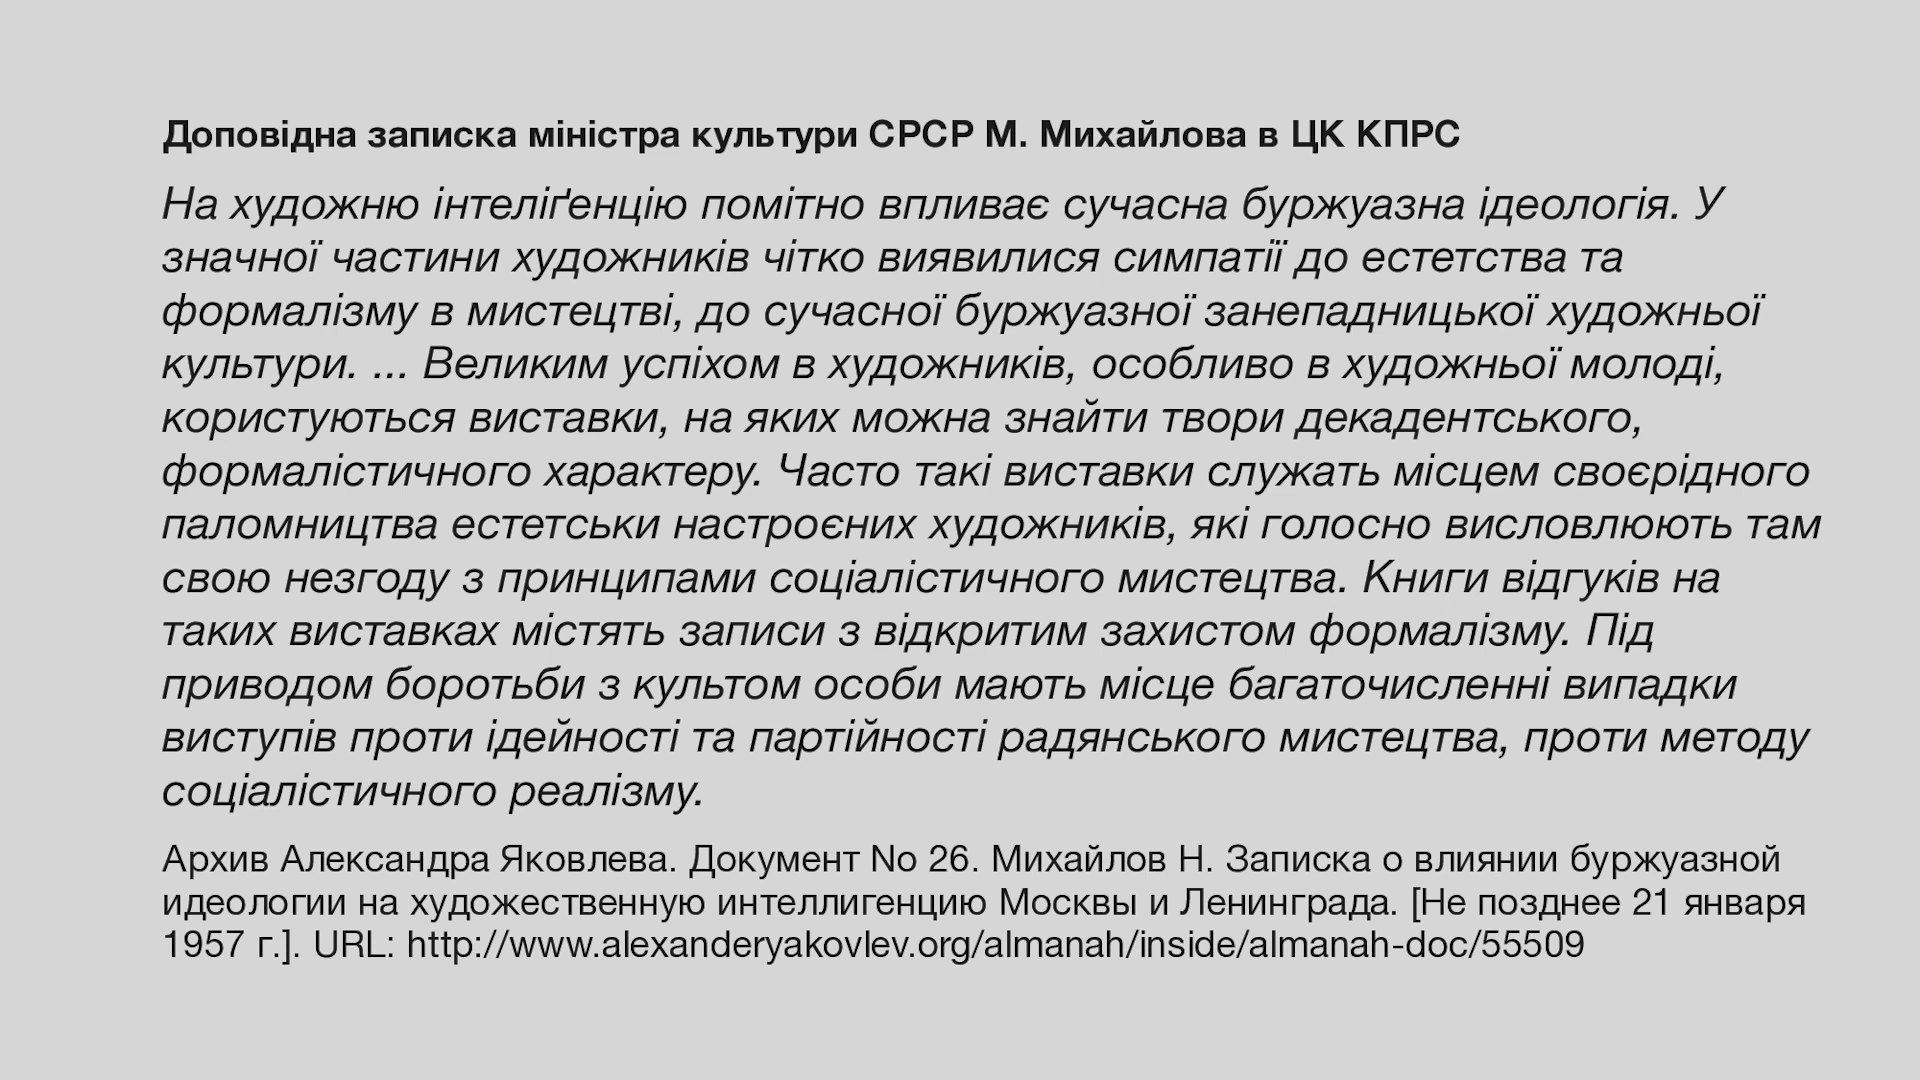 Доповідна записка міністра культури СРСР М. Михайлова в ЦК КПРС
На художню інтеліґенцію помітно впливає сучасна буржуазна ідеологія. У
значної частини художників чітко виявилися симпатії до естетства та
формалізму в мистецтві, до сучасної буржуазної занепадницької художньої
культури. ... Великим успіхом в художників, особливо в художньої молоді,
користуються виставки, на яких можна знайти твори декадентського,
формалістичного характеру. Часто такі виставки служать місцем своєрідного
паломництва естетськи настроєних художників, які голосно висловлюють там
свою незгоду з принципами соціалістичного мистецтва. Книги відгуків на
таких виставках містять записи з відкритим захистом формалізму. Під
приводом боротьби з культом особи мають місце багаточисленні випадки
виступів проти ідейності та партійності радянського мистецтва, проти методу
соціалістичного реалізму.
Архив Александра Яковлева. Документ No 26. Михайлов Н. Записка о влиянии буржуазной
идеологии на художественную интеллигенцию Москвы и Ленинграда. [Не позднее 21 января
1957 г.]. URL: http://www.alexanderyakovlev.org/almanah/inside/almanah-doc/55509